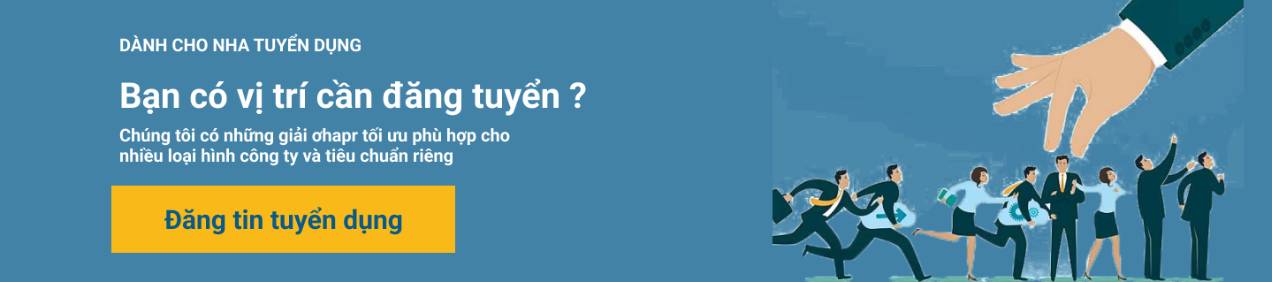 DÀNH CHO NHA TUYỂN DỤNG
Bạn có vị trí cần đăng tuyển ?
Chúng tôi có những giải ơhapr tối ưu phù hợp cho
nhiều loại hình công ty và tiêu chuẩn riêng
Đăng tin tuyển dụng